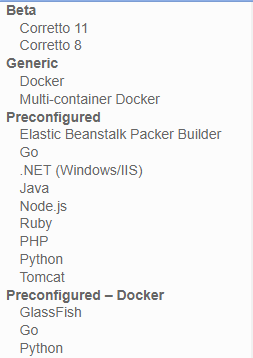 Beta
Corretto 11
Corretto 8
Generic
Docker
Multi-container Docker
Preconfigured
Elastic Beanstalk Packer Builder
Go
.NET (Windows/IIS)
Java
Node.js
Ruby
PHP
Python
Tomcat
Preconfigured – Docker
GlassFish
Go
Python